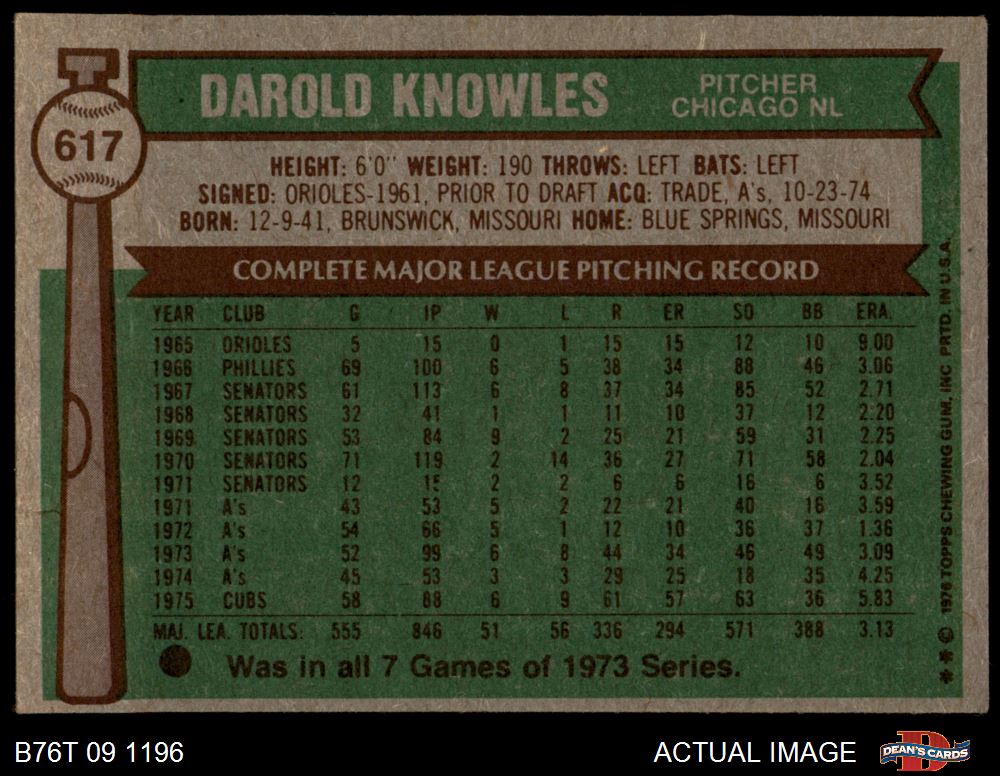 617
DAROLD KNOWLES
PITCHER
CHICAGO NL
HEIGHT: 6'0" WEIGHT: 190 THROWS: LEFT BATS: LEFT
SIGNED: ORIOLES-1961, PRIOR TO DRAFT ACQ: TRADE, A's, 10-23-74
BORN: 12-9-41, BRUNSWICK, MISSOURI HOME: BLUE SPRINGS, MISSOURI
COMPLETE MAJOR LEAGUE PITCHING RECORD
YEAR CLUB G IP W L R ER SO BB ERA
1965 ORIOLES 5 15 0 1 15 15 12 10 9.00
1966 PHILLIES 69 100 6 5 38 34 88 46 3.06
1967 SENATORS 61 113 6 8 37 34 85 52 2.71
1968 SENATORS 32 41 1 1 11 10 37 12 2.20
1969 SENATORS 53 84 9 2 25 21 59 31 2.25
1970 SENATORS 71 119 2 14 36 27 71 58 2.04
1971 SENATORS 12 2 2 6 6 16 6 3.52
1971 A's 43 53 5 2 22 21 40 16 3.59
1972 A's 54 66 5 1 12 10 36 37 1.36
1973 A's 52 99 6 8 44 34 46 49 3.09
1974 A's 45 53 3 3 29 25 18 35 4.25
1975 CUBS 58 88 6 9 61 57 63 36 5.83
MAJ. LEA. TOTALS: 555 846 51 56 336 294 571 388 3.13
Was in all 7 Games of 1973 Series.
** © 1976 TOPPS CHEWING GUM, INC PRTD. IN U.S.A.
B76T 09 1196
ACTUAL IMAGE
D
DEAN'S CARDS